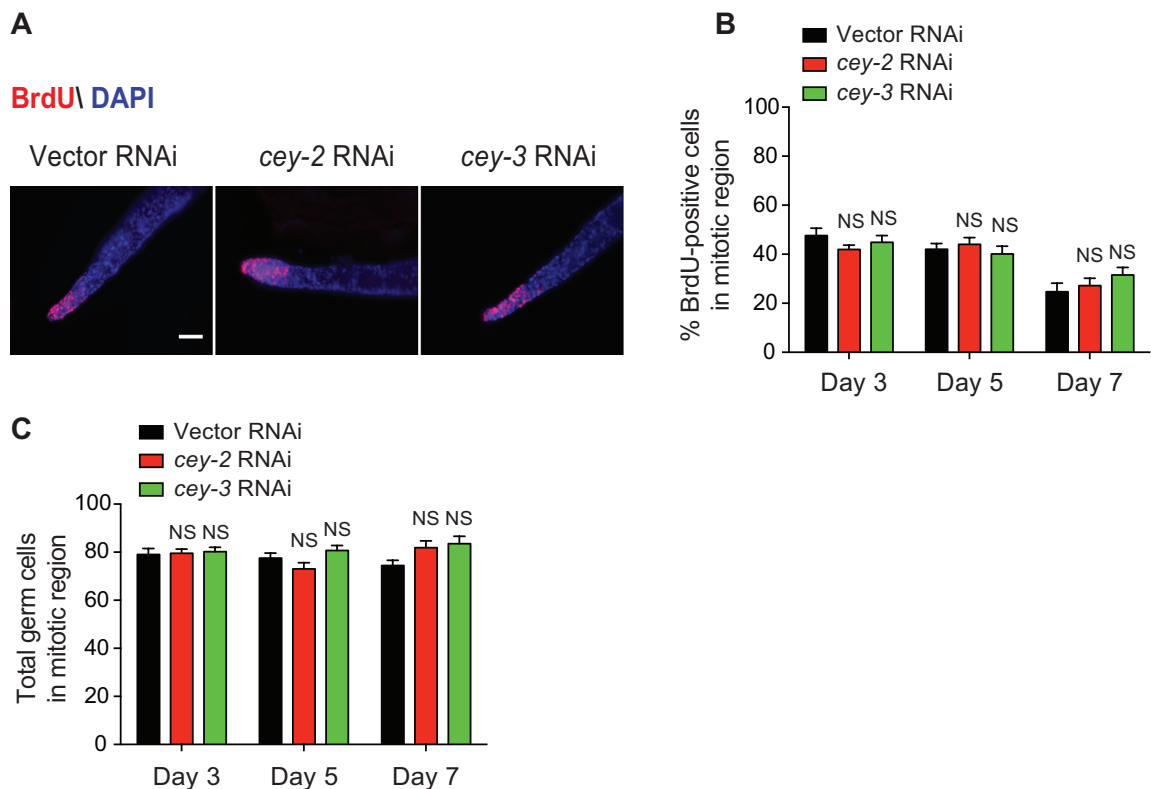 A
BrdU\ DAPI
Vector RNAi
cey-2 RNAi
cey-3 RNAi
B
Vector RNAi
cey-2 RNAi
cey-3 RNAi
% BrdU-positive cells
in mitotic region
100
80
60
40
20
0
NS NS
NS NS
NS NS
Day 3
Day 5
Day 7
C
Vector RNAi
cey-2 RNAi
cey-3 RNAi
Total germ cells
in mitotic region
100
80
60
40
20
0
NS NS
NS NS
NS NS
Day 3
Day 5
Day 7